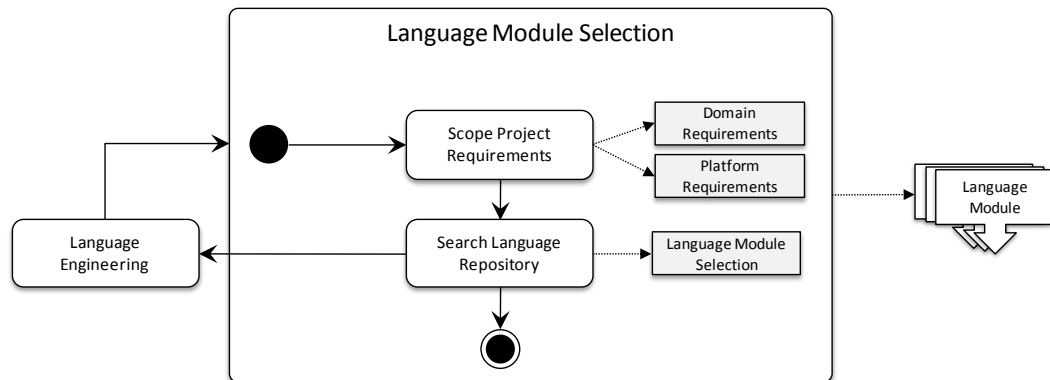 Language Module Selection
Scope Project
Requirements
Domain
Requirements
Platform
Requirements
Language
Module
Language
Engineering
Search Language
Repository
Language Module
Selection